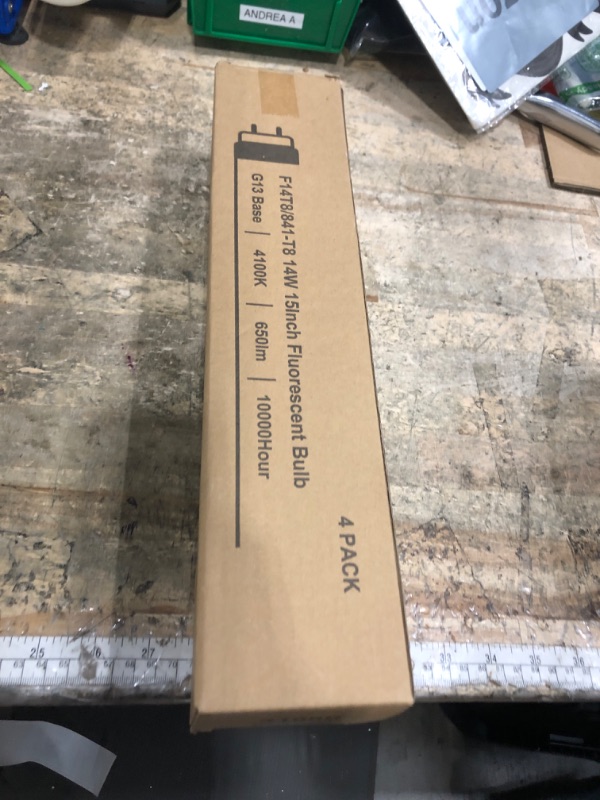 ANDREA A
F14T8/841-T8 14W 15Inch Fluorescent Bulb
G13 Base | 4100K | 650lm | 10000Hour
4 PACK